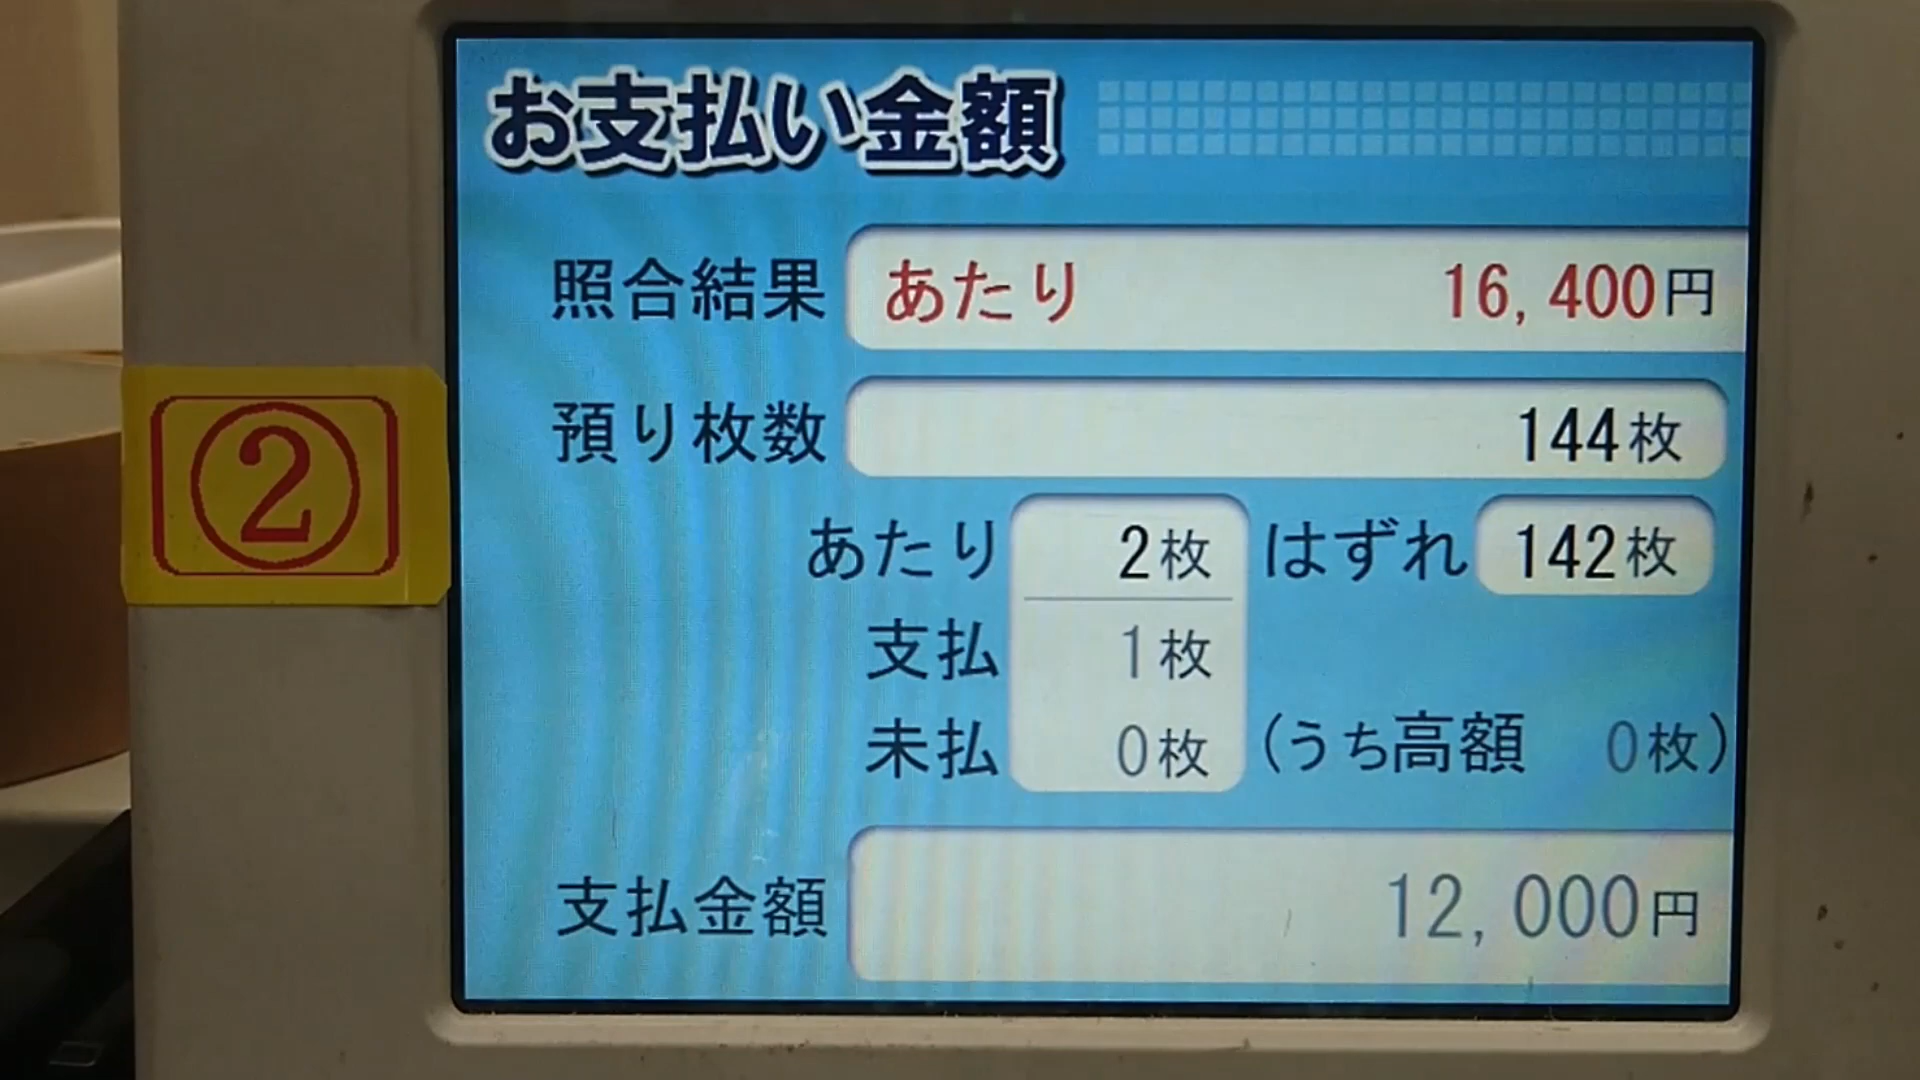 お支払い金額
照合結果 あたり 16,400円
預り枚数 144枚
あたり 2枚 はずれ 142枚
支払 1枚
未払 0枚 (うち高額 0枚)
支払金額 12,000円
②